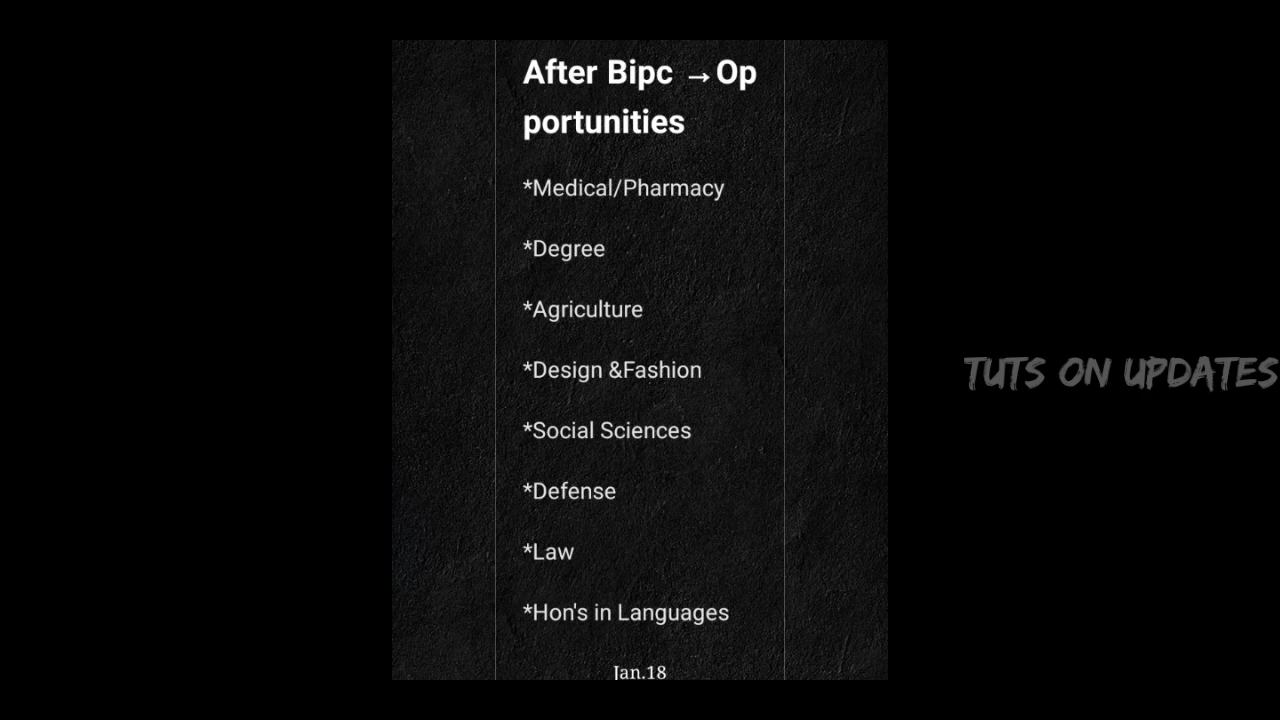 After Bipc →Op
portunities
*Medical/Pharmacy
*Degree
*Agriculture
*Design &Fashion
*Social Sciences
*Defense
*Law
*Hon's in Languages
Jan.18
TUTS ON UPDATES